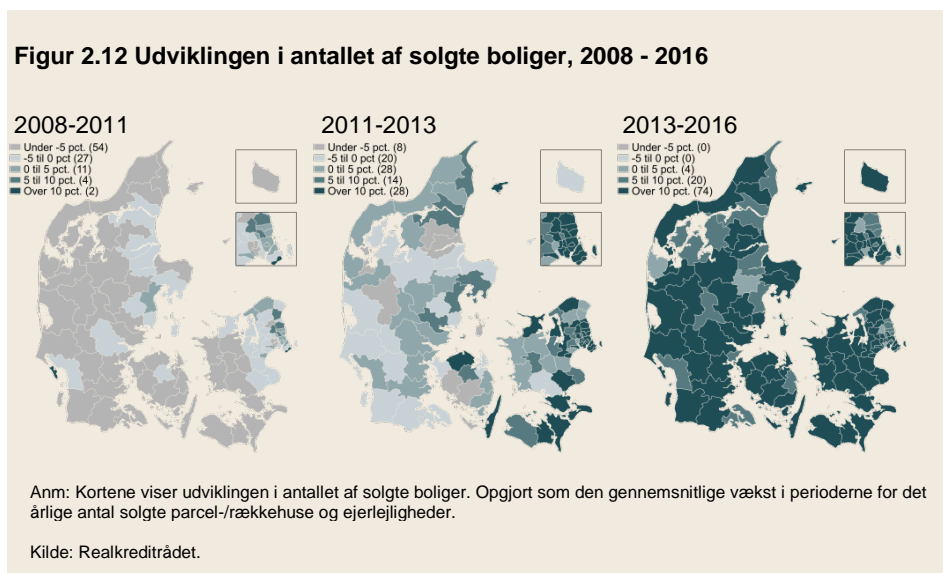 Figur 2.12 Udviklingen i antallet af solgte boliger, 2008 - 2016
2008-2011
Under -5 pct. (54)
-5 til 0 pct (27)
0 til 5 pct. (11)
5 til 10 pct. (4)
Over 10 pct. (2)
2011-2013
Under -5 pct. (8)
-5 til 0 pct. (20)
0 til 5 pct. (28)
5 til 10 pct. (14)
Over 10 pct. (28)
2013-2016
Under -5 pct. (0)
-5 til 0 pct. (0)
0 til 5 pct. (4)
5 til 10 pct. (20)
Over 10 pct. (74)
Anm: Kortene viser udviklingen i antallet af solgte boliger. Opgjort som den gennemsnitlige vækst i perioderne for det
årlige antal solgte parcel-/rækkehuse og ejerlejligheder.
Kilde: Realkreditrådet.